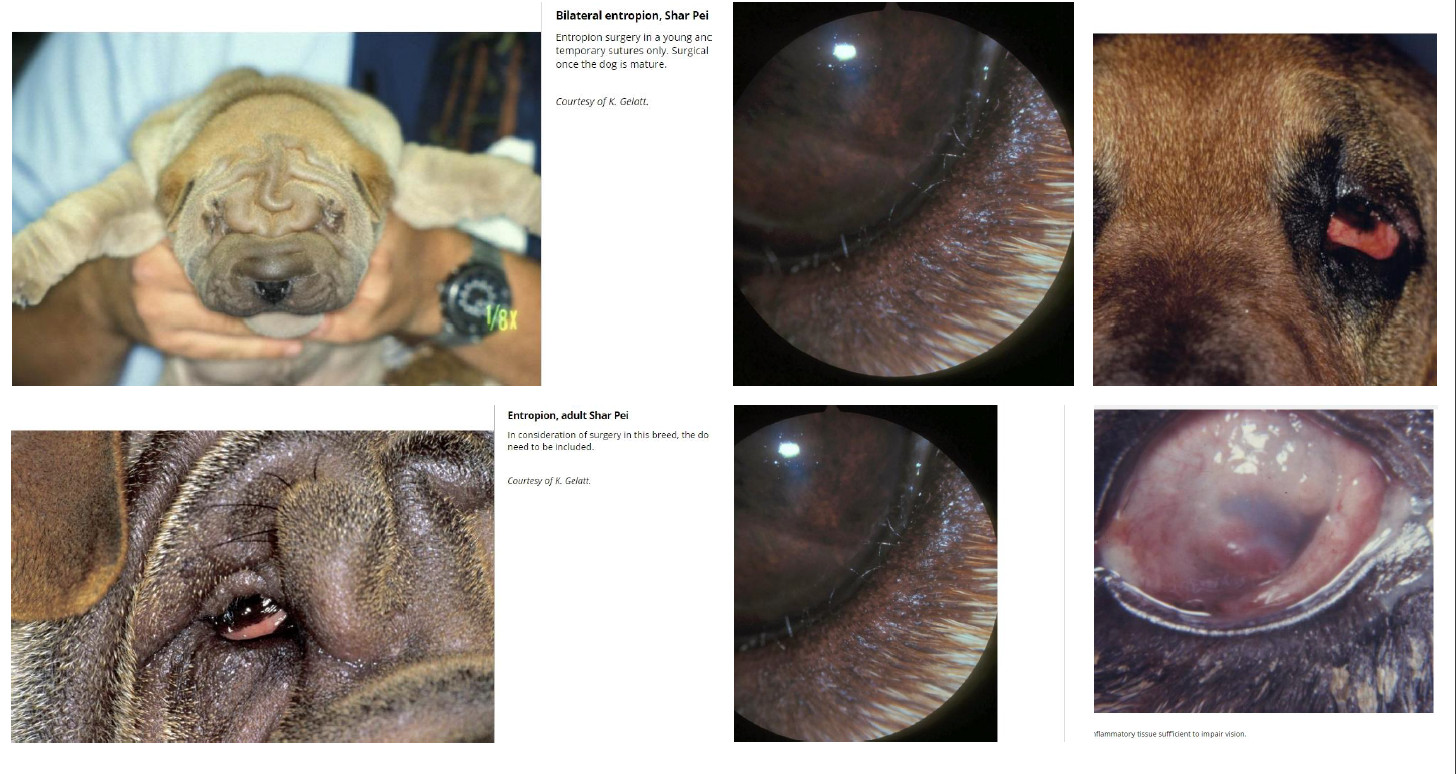 Bilateral entropion, Shar Pei
Entropion surgery in a young anc
temporary sutures only. Surgical
once the dog is mature.
Courtesy of K. Gelatt.
1/8X
Entropion, adult Shar Pei
In consideration of surgery in this breed, the do
need to be included.
Courtesy of K. Gelatt.
nflammatory tissue sufficient to impair vision.